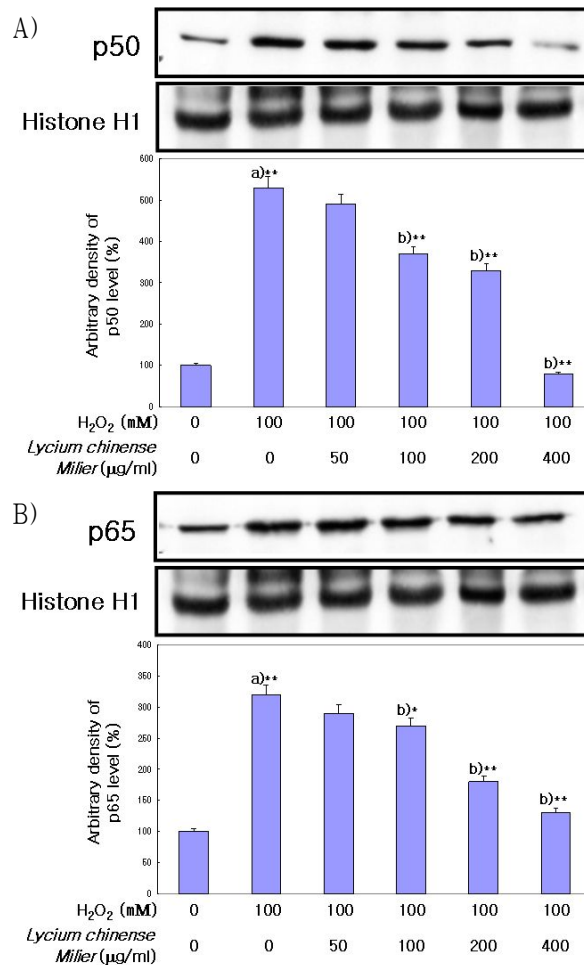 A)
p50
Histone H1
600
500
400
300
200
100
0
Arbitrary density of
p50 level (%)
a)**
b)**
b)**
b)**
H₂O₂ (mM) 0 100 100 100 100 100
Lycium chinense
Milier (μg/ml) 0 0 50 100 200 400
B)
p65
Histone H1
400
350
300
250
200
150
100
50
0
Arbitrary density of
p65 level (%)
a)**
b)*
b)**
b)**
H₂O₂ (mM) 0 100 100 100 100 100
Lycium chinense
Milier (μg/ml) 0 0 50 100 200 400